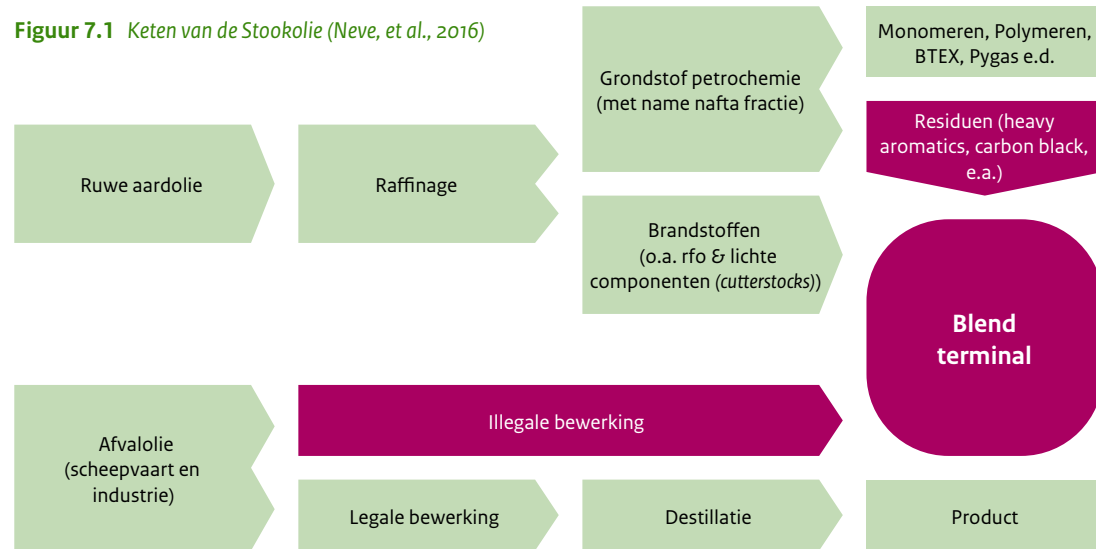 Figuur 7.1 Keten van de Stookolie (Neve, et al., 2016)
Ruwe aardolie
Raffinage
Grondstof petrochemie
(met name nafta fractie)
Monomeren, Polymeren,
BTEX, Pygas e.d.
Residuen (heavy
aromatics, carbon black,
e.a.)
Brandstoffen
(o.a. rfo & lichte
componenten (cutterstocks))
Blend
terminal
Afvalolie
(scheepvaart en
industrie)
Illegale bewerking
Legale bewerking
Destillatie
Product